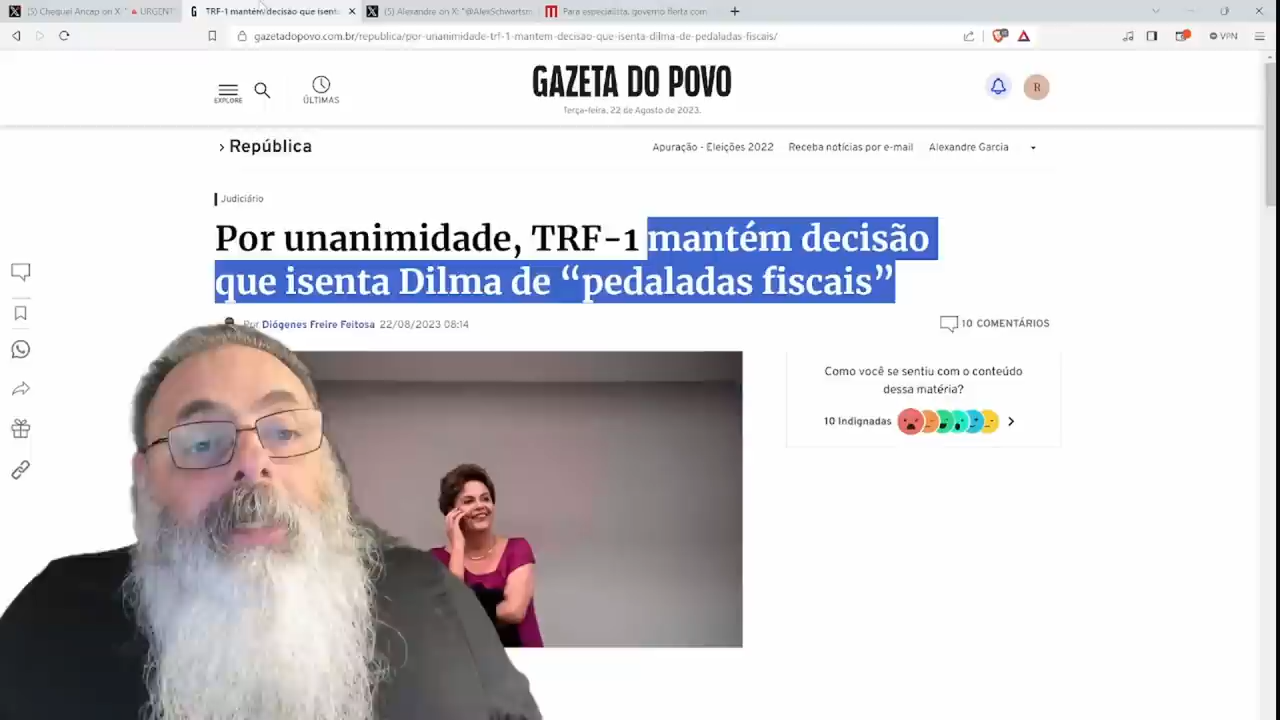 (5) Chequei Ancap on X: "🔺URGENT
TRF-1 mantém decisão que isent
(5) Alexandre on X: "@AlexSchwartsm
Para especialista, governo flerta com
gazetadopovo.com.br/republica/por-unanimidade-trf-1-mantem-decisao-que-isenta-dilma-de-pedaladas-fiscais/
VPN
EXPLORE
ÚLTIMAS
GAZETA DO POVO
Terça-feira, 22 de Agosto de 2023.
B
República
Apuração - Eleições 2022
Receba notícias por e-mail
Alexandre Garcia
Judiciário
Por unanimidade, TRF-1 mantém decisão
que isenta Dilma de “pedaladas fiscais”
Por Diógenes Freire Feitosa 22/08/2023 08:14
10 COMENTÁRIOS
Como você se sentiu com o conteúdo
dessa matéria?
10 Indignadas